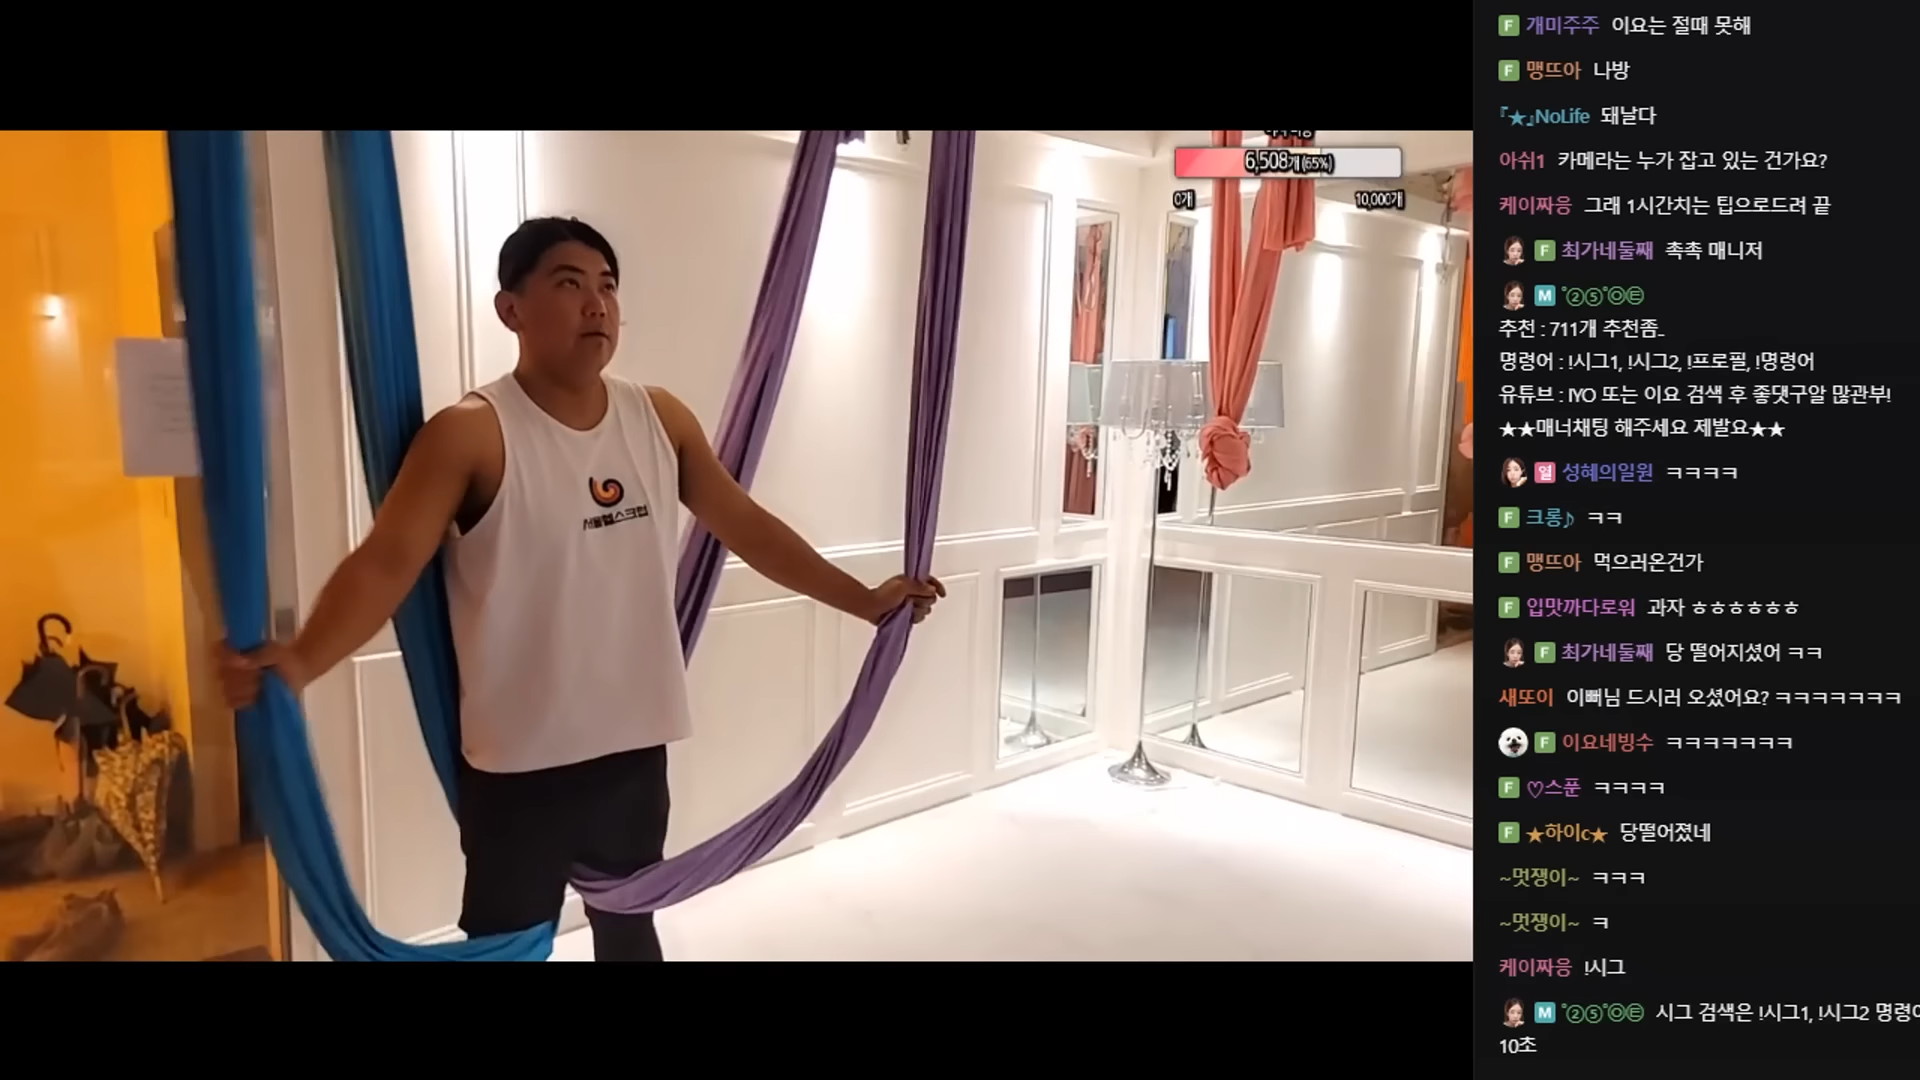 6,508개 (65%)
0개
10,000개
서울헬스크럽
F 개미주주 이요는 절때 못해
F 맹뜨아 나방
『★』NoLife 돼날다
아쉬1 카메라는 누가 잡고 있는 건가요?
케이짜응 그래 1시간치는 팁으로드려 끝
F 최가네둘째 촉촉 매니저
M °②⑤°ⓞⓔ
추천 : 711개 추천좀..
명령어 : !시그1, !시그2, !프로필, !명령어
유튜브 : IYO 또는 이요 검색 후 좋댓구알 많관부!
★★매너채팅 해주세요 제발요★★
열 성혜의일원 ㅋㅋㅋㅋ
F 크롱♪ ㅋㅋ
F 맹뜨아 먹으러온건가
F 입맛까다로워 과자 ㅎㅎㅎㅎㅎㅎ
F 최가네둘째 당 떨어지셨어 ㅋㅋ
새또이 이뻐님 드시러 오셨어요? ㅋㅋㅋㅋㅋㅋㅋ
F 이요네빙수 ㅋㅋㅋㅋㅋㅋㅋ
F ♡스푼 ㅋㅋㅋㅋ
F ★하이c★ 당떨어졌네
~멋쟁이~ ㅋㅋㅋ
~멋쟁이~ ㅋ
케이짜응 !시그
M °②⑤°ⓞⓔ 시그 검색은 !시그1, !시그2 명령어
10초